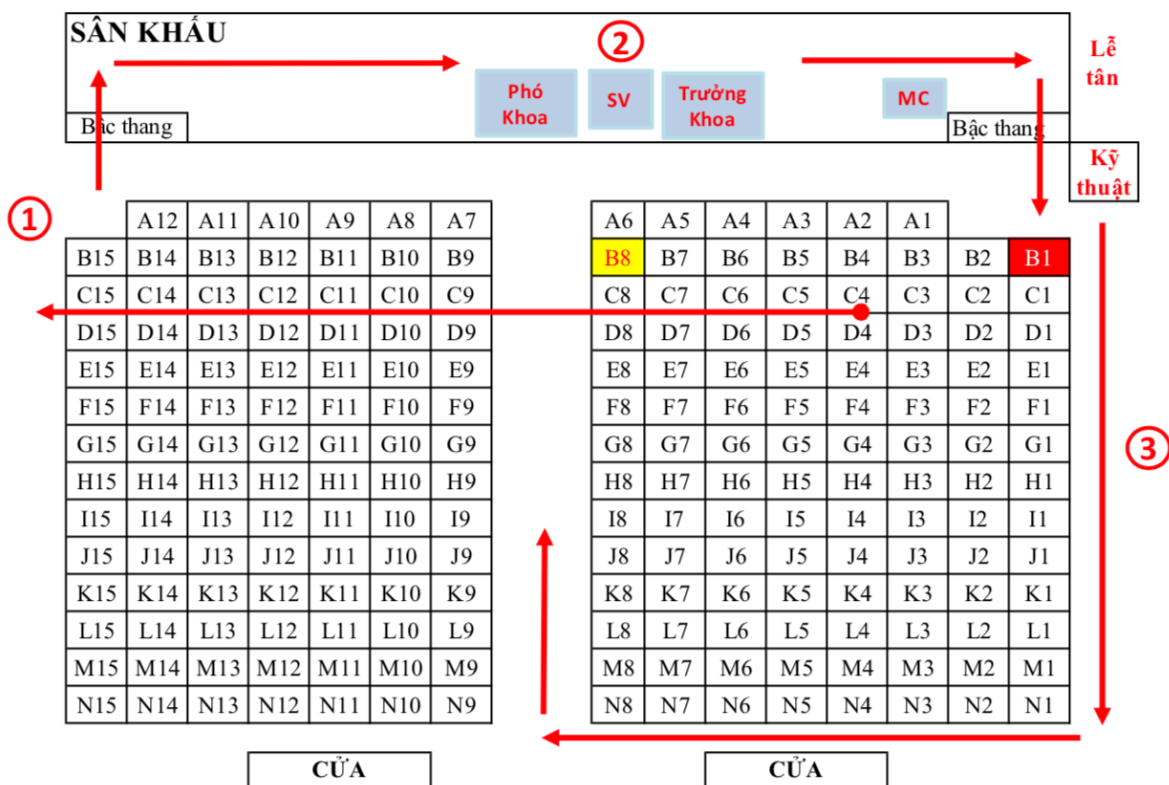 SÂN KHẤU
②
Lễ
tân
Phó
Khoa
SV
Trưởng
Khoa
MC
Bậc thang
Bậc thang
Kỹ
thuật
①
A12 A11 A10 A9 A8 A7 A6 A5 A4 A3 A2 A1
B15 B14 B13 B12 B11 B10 B9 B8 B7 B6 B5 B4 B3 B2 B1
C15 C14 C13 C12 C11 C10 C9 C8 C7 C6 C5 C4 C3 C2 C1
D15 D14 D13 D12 D11 D10 D9 D8 D7 D6 D5 D4 D3 D2 D1
E15 E14 E13 E12 E11 E10 E9 E8 E7 E6 E5 E4 E3 E2 E1
F15 F14 F13 F12 F11 F10 F9 F8 F7 F6 F5 F4 F3 F2 F1
G15 G14 G13 G12 G11 G10 G9 G8 G7 G6 G5 G4 G3 G2 G1
③
H15 H14 H13 H12 H11 H10 H9 H8 H7 H6 H5 H4 H3 H2 H1
I15 I14 I13 I12 I11 I10 I9 I8 I7 I6 I5 I4 I3 I2 I1
J15 J14 J13 J12 J11 J10 J9 J8 J7 J6 J5 J4 J3 J2 J1
K15 K14 K13 K12 K11 K10 K9 K8 K7 K6 K5 K4 K3 K2 K1
L15 L14 L13 L12 L11 L10 L9 L8 L7 L6 L5 L4 L3 L2 L1
M15 M14 M13 M12 M11 M10 M9 M8 M7 M6 M5 M4 M3 M2 M1
N15 N14 N13 N12 N11 N10 N9 N8 N7 N6 N5 N4 N3 N2 N1
CỬA CỬA